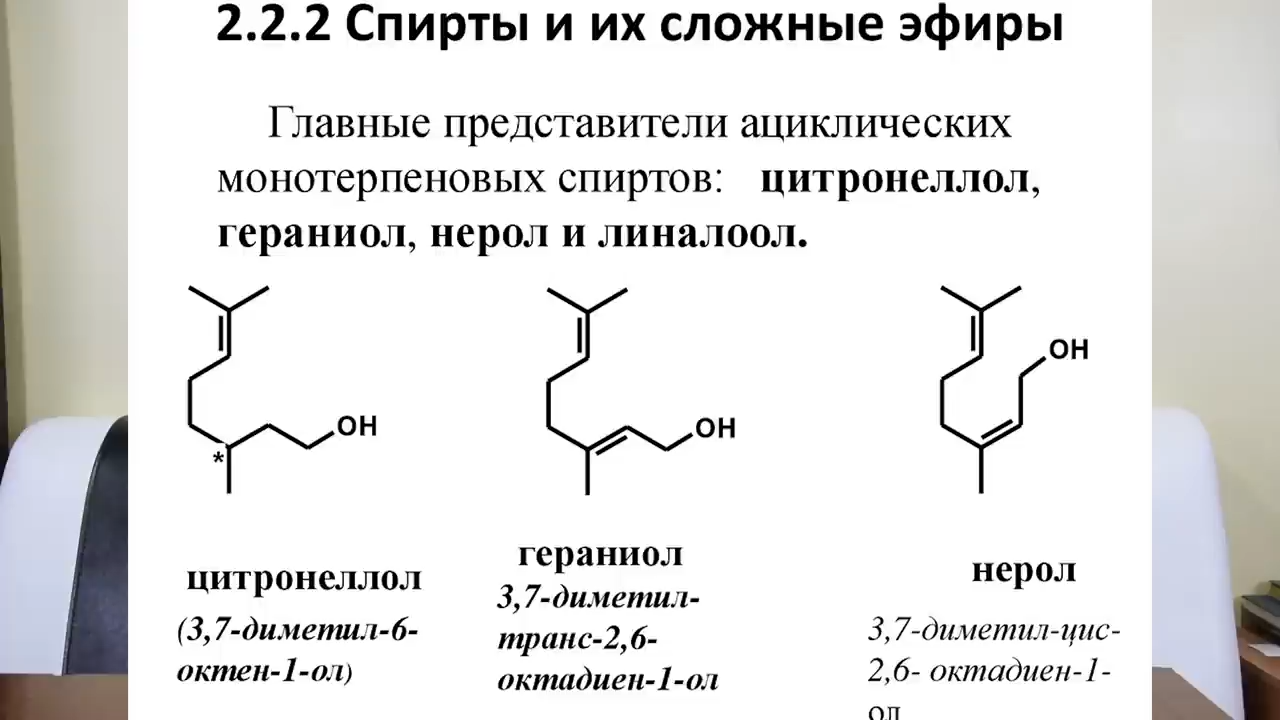 2.2.2 Спирты и их сложные эфиры
Главные представители ациклических
монотерпеновых спиртов: цитронеллол,
гераниол, нерол и линалоол.
OH
OH
OH
*
цитронеллол
(3,7-диметил-6-
октен-1-ол)
гераниол
3,7-диметил-
транс-2,6-
октадиен-1-ол
нерол
3,7-диметил-цис-
2,6- октадиен-1-
ол